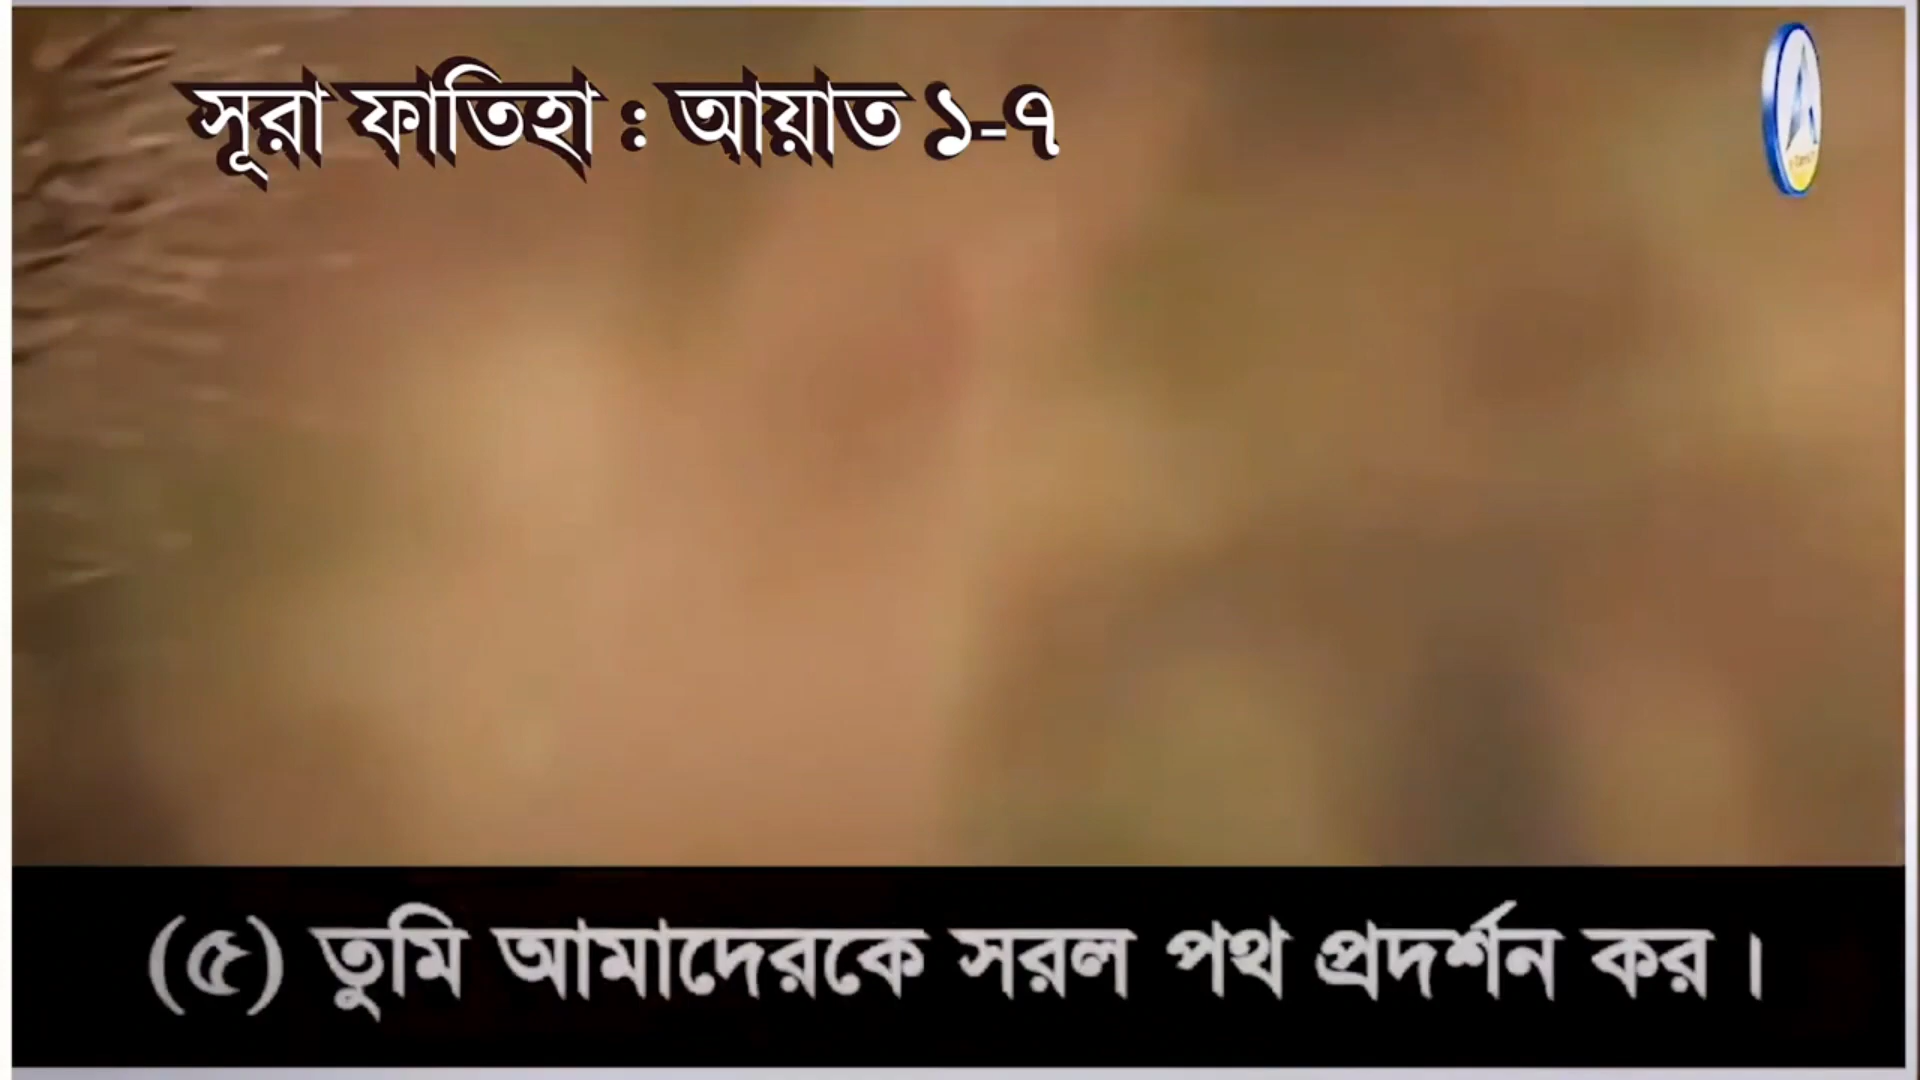 সূরা ফাতিহা : আয়াত ১-৭
(৫) তুমি আমাদেরকে সরল পথ প্রদর্শন কর।